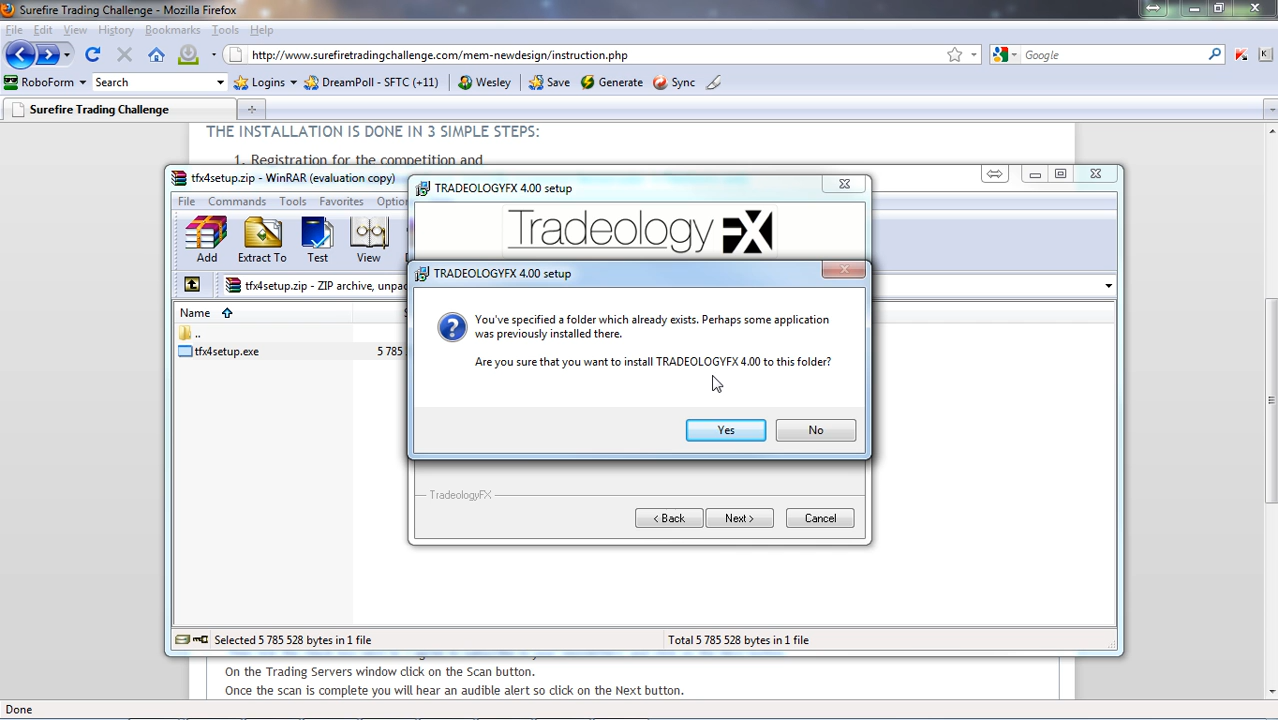 Surefire Trading Challenge - Mozilla Firefox
File Edit View History Bookmarks Tools Help
http://www.surefiretradingchallenge.com/mem-newdesign/instruction.php
Google
K
RoboForm Search Logins DreamPoll - SFTC (+11) Wesley Save Generate Sync
Surefire Trading Challenge
THE INSTALLATION IS DONE IN 3 SIMPLE STEPS:
1. Registration for the competition and
tfx4setup.zip - WinRAR (evaluation copy)
File Commands Tools Favorites Optio
Add Extract To Test View
tfx4setup.zip - ZIP archive, unpac
Name
..
tfx4setup.exe 5 785
TRADEOLOGYFX 4.00 setup
Tradeology FX
TRADEOLOGYFX 4.00 setup
You've specified a folder which already exists. Perhaps some application
was previously installed there.
Are you sure that you want to install TRADEOLOGYFX 4.00 to this folder?
Yes No
TradeologyFX
< Back Next > Cancel
Selected 5 785 528 bytes in 1 file Total 5 785 528 bytes in 1 file
On the Trading Servers window click on the Scan button.
Once the scan is complete you will hear an audible alert so click on the Next button.
Done